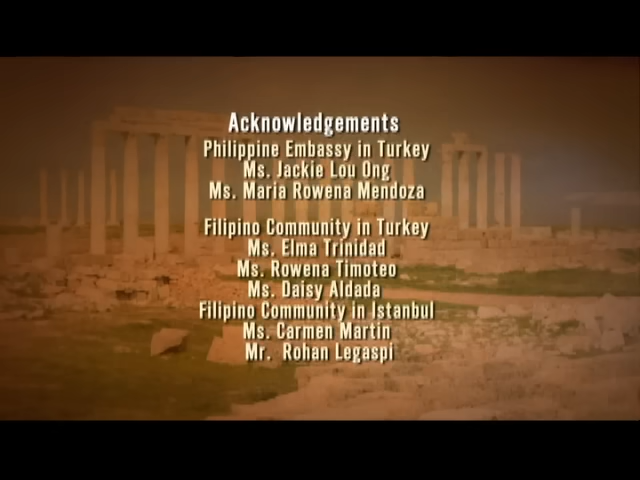 Acknowledgements
Philippine Embassy in Turkey
Ms. Jackie Lou Ong
Ms. Maria Rowena Mendoza
Filipino Community in Turkey
Ms. Elma Trinidad
Ms. Rowena Timoteo
Ms. Daisy Aldada
Filipino Community in Istanbul
Ms. Carmen Martin
Mr. Rohan Legaspi